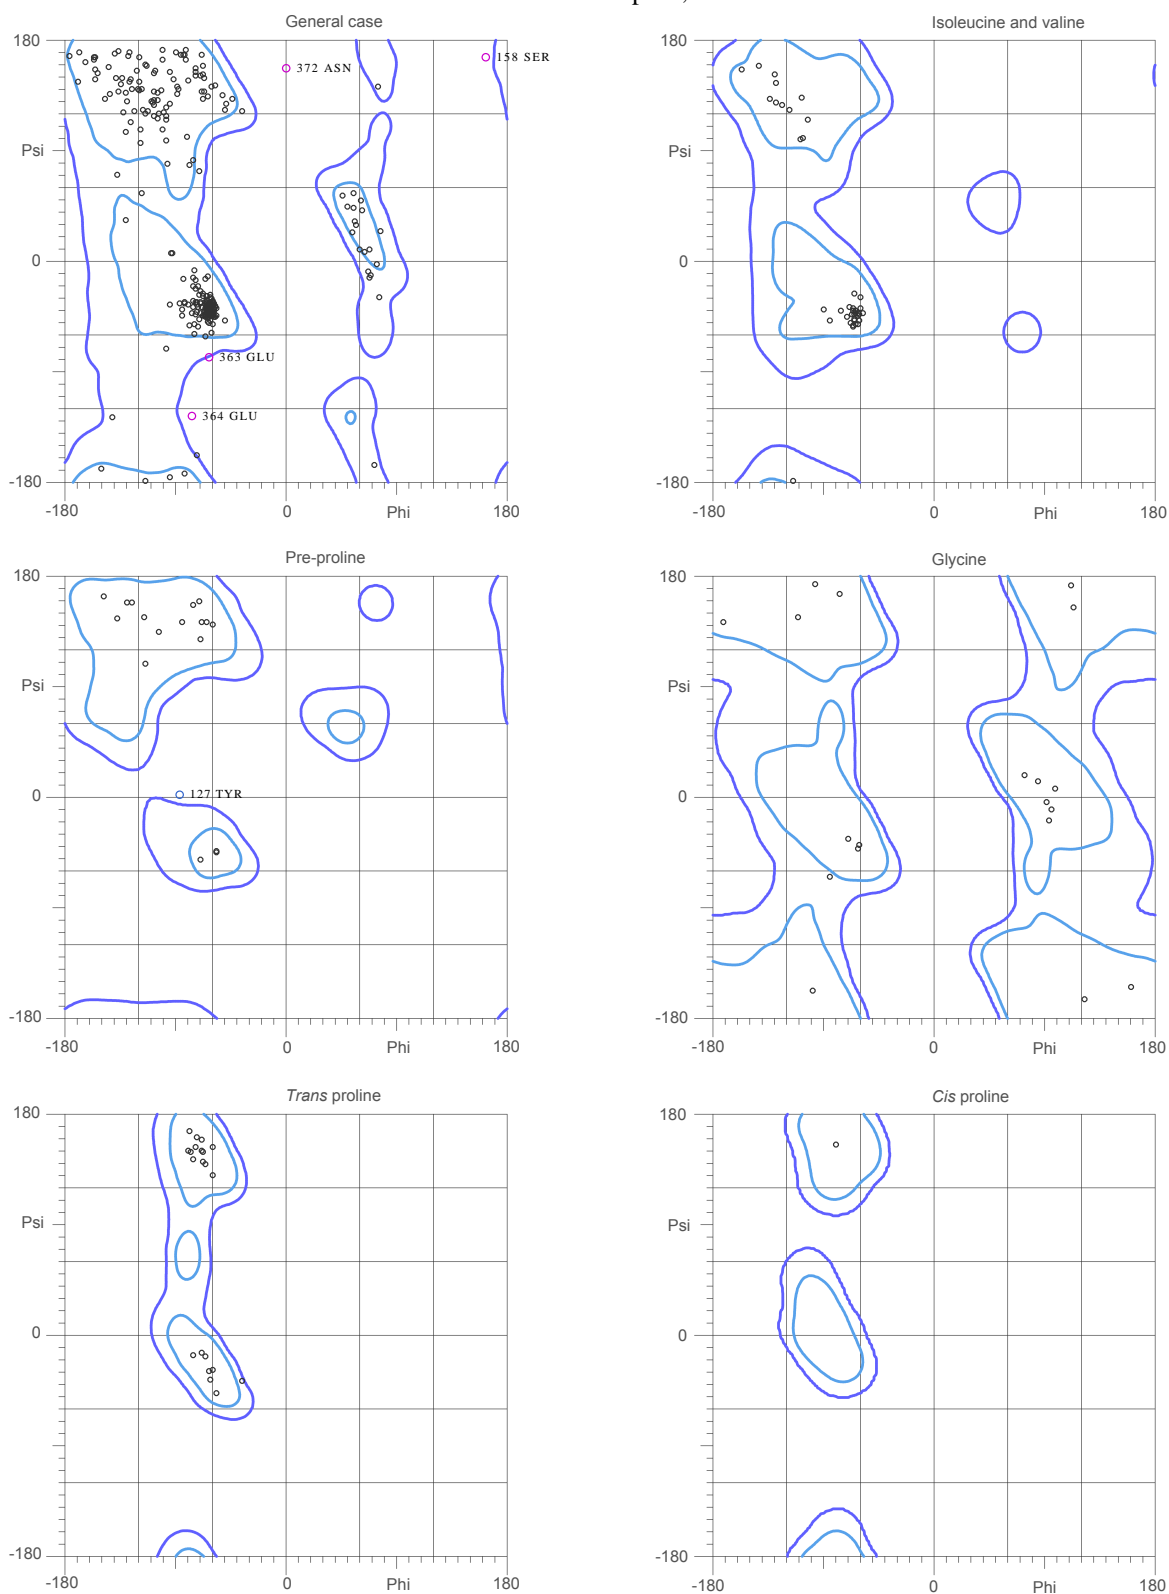 General case
Isoleucine and valine
180
158 SER
372 ASN
Psi
0
363 GLU
364 GLU
-180
-180
0
Phi
180
180
Psi
0
-180
-180
0
Phi
180
Pre-proline
Glycine
180
Psi
127 TYR
0
-180
-180
0
Phi
180
180
Psi
0
-180
-180
0
Phi
180
Trans proline
Cis proline
180
Psi
0
-180
-180
0
Phi
180
180
Psi
0
-180
-180
0
Phi
180